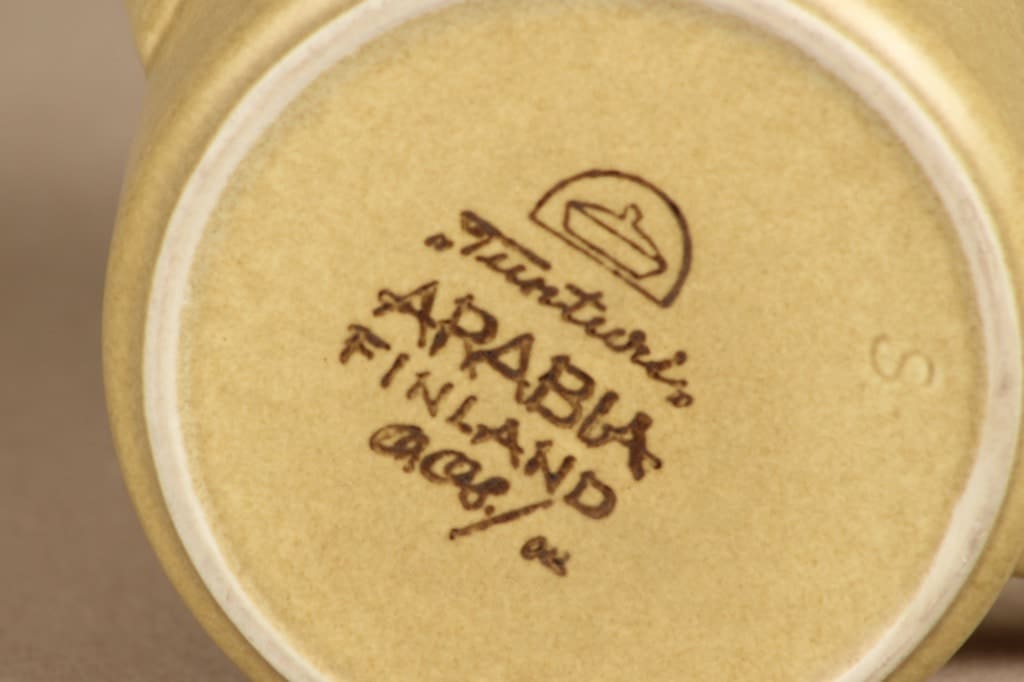 „Tunturi”
ARABIA
FINLAND
S